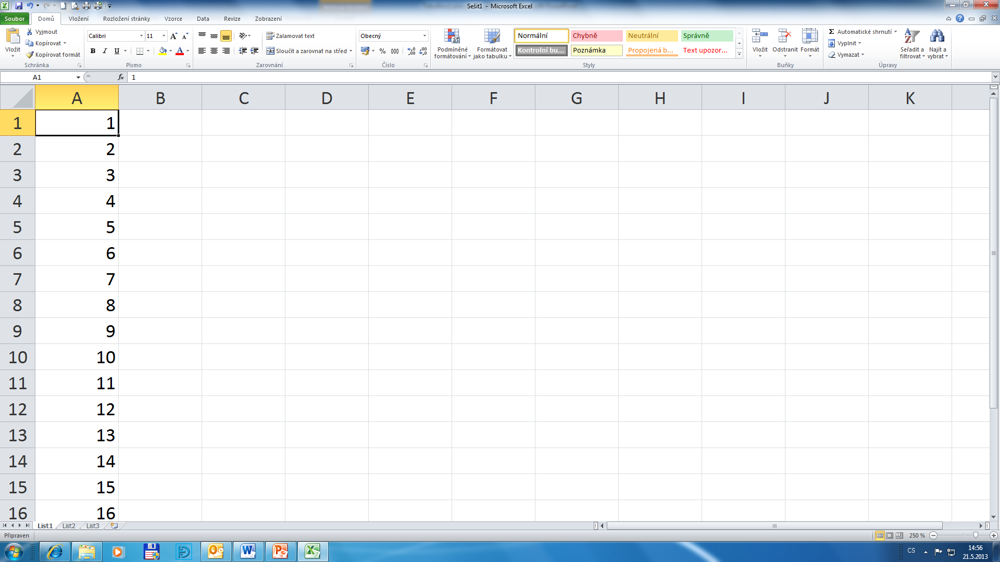 Sešit1 - Microsoft Excel
Soubor Domů Vložení Rozložení stránky Vzorce Data Revize Zobrazení
Vložit
Vyjmout
Kopírovat
Kopírovat formát
Schránka
Calibri 11
B I U A
Písmo
Zalamovat text
Sloučit a zarovnat na střed
Zarovnání
Obecný
% 000
Číslo
Podmíněné formátování
Formátovat jako tabulku
Normální Chybně Neutrální Správně
Kontrolní bu... Poznámka Propojená b... Text upozor...
Styly
Vložit Odstranit Formát
Buňky
Σ Automatické shrnutí
Vyplnit
Vymazat
Seřadit a filtrovat
Najít a vybrat
Úpravy
A1 fx 1
A B C D E F G H I J K
1 1
2 2
3 3
4 4
5 5
6 6
7 7
8 8
9 9
10 10
11 11
12 12
13 13
14 14
15 15
16 16
List1 List2 List3
Připraven 250 %
CS 14:56
21.5.2013